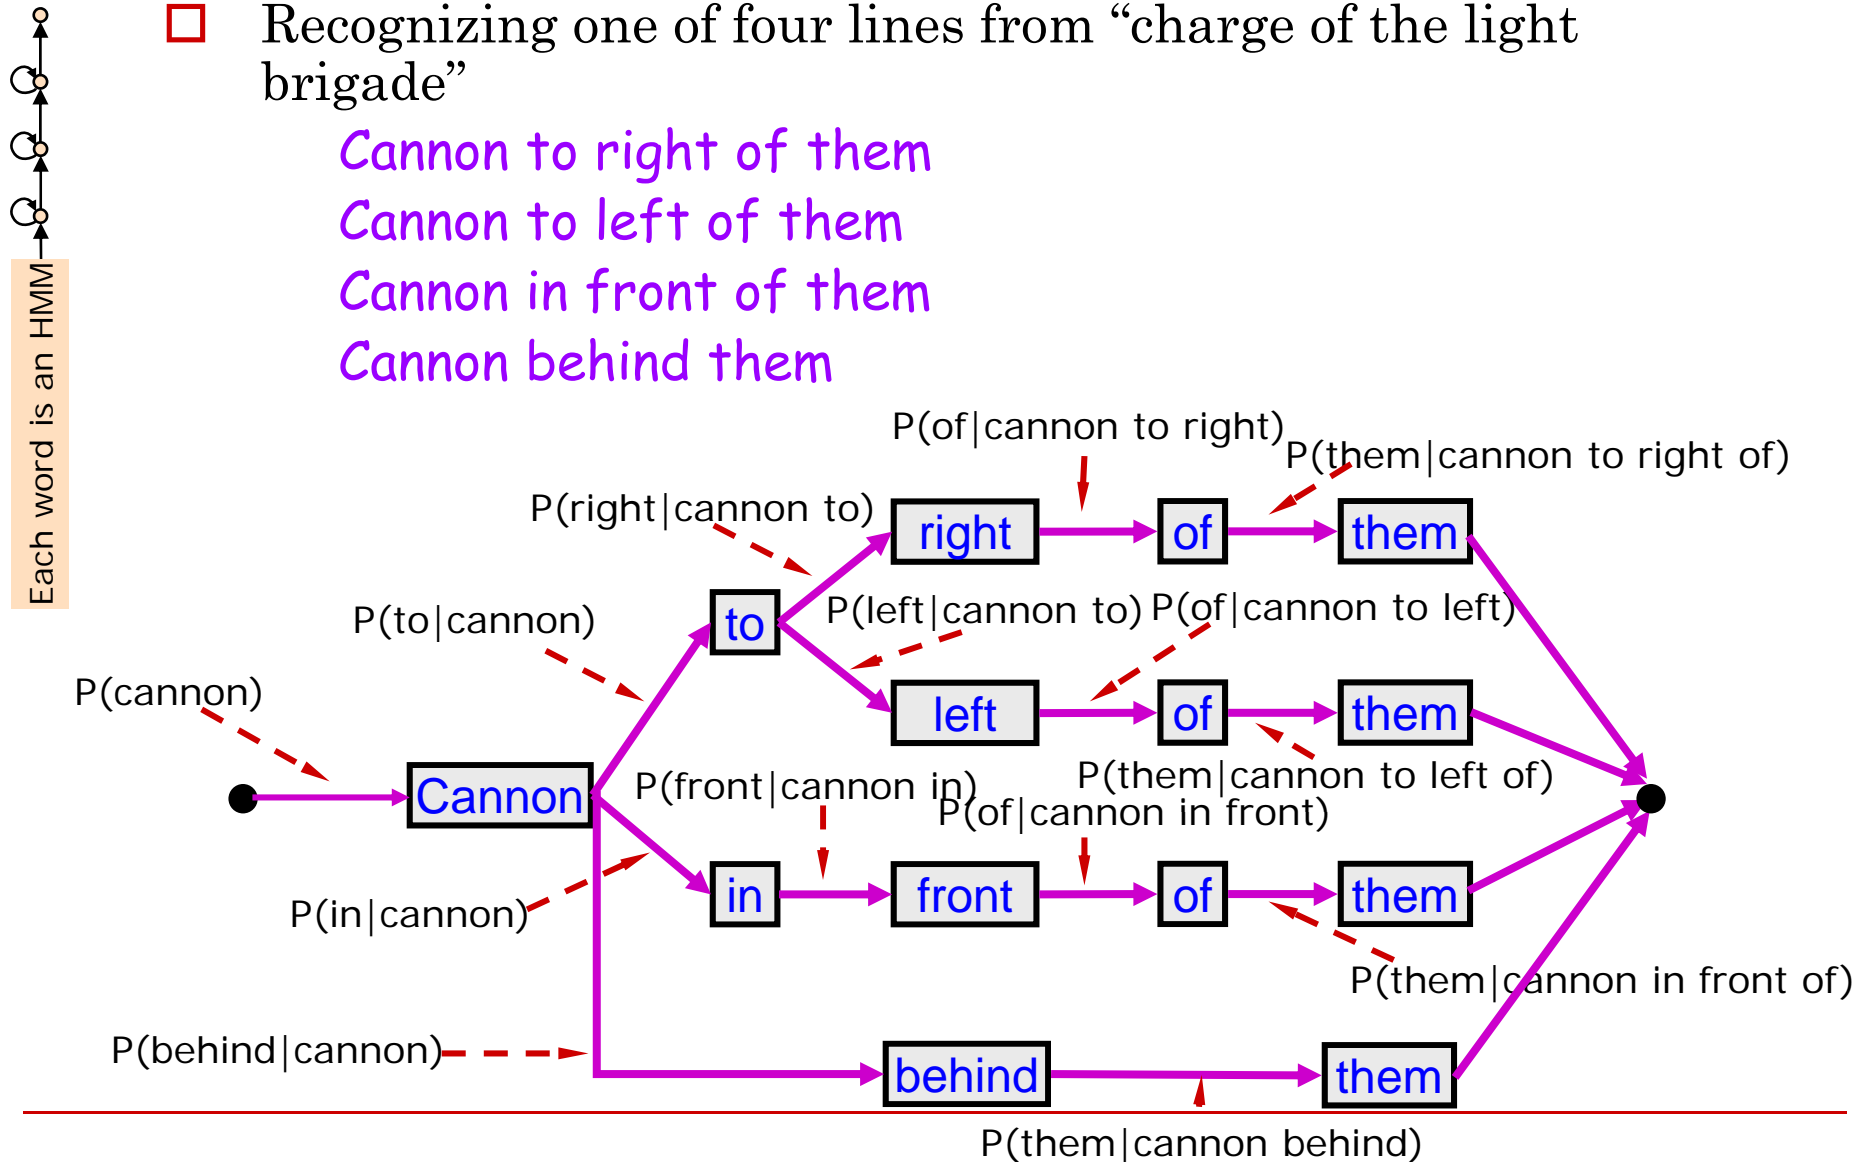 Recognizing one of four lines from “charge of the light
brigade”
Cannon to right of them
Cannon to left of them
Cannon in front of them
Cannon behind them
Each word is an HMM
P(of|cannon to right)
P(them|cannon to right of)
P(right|cannon to)
right
of
them
P(to|cannon)
to
P(left|cannon to)
P(of|cannon to left)
P(cannon)
left
of
them
Cannon
P(front|cannon in)
P(them|cannon to left of)
P(of|cannon in front)
P(in|cannon)
in
front
of
them
P(them|cannon in front of)
P(behind|cannon)
behind
them
P(them|cannon behind)